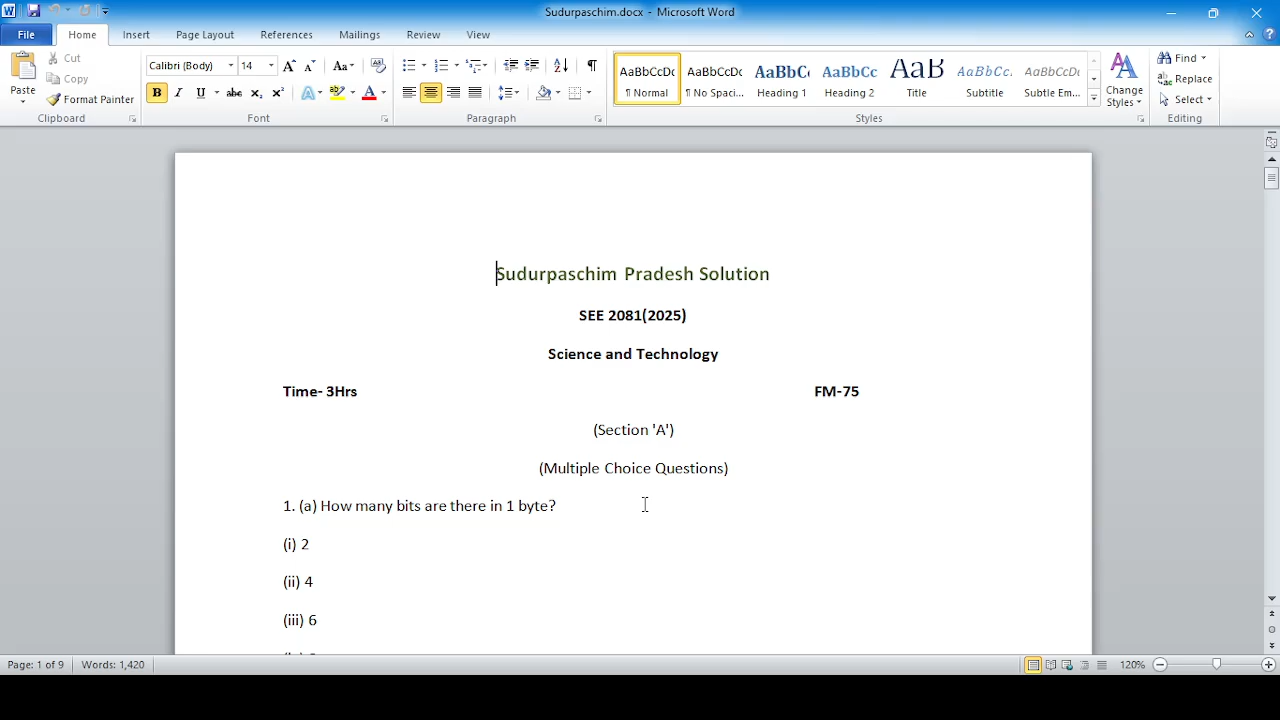 Sudurpaschim.docx - Microsoft Word
File Home Insert Page Layout References Mailings Review View
Paste
Cut
Copy
Format Painter
Clipboard
Calibri (Body) 14
Font
Paragraph
AaBbCcDc AaBbCcDc AaBbC AaBbCc AaB AaBbCc. AaBbCcDc
¶ Normal ¶ No Spaci... Heading 1 Heading 2 Title Subtitle Subtle Em...
Change Styles
Styles
Find
Replace
Select
Editing
Sudurpaschim Pradesh Solution
SEE 2081(2025)
Science and Technology
Time- 3Hrs FM-75
(Section 'A')
(Multiple Choice Questions)
1. (a) How many bits are there in 1 byte?
(i) 2
(ii) 4
(iii) 6
Page: 1 of 9 Words: 1,420 120%